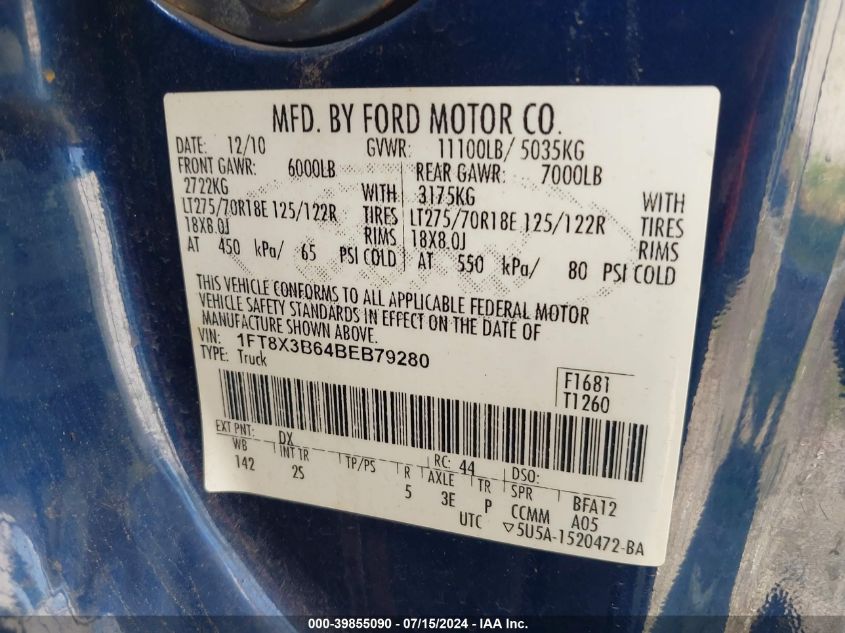 MFD. BY FORD MOTOR CO.
DATE: 12/10 GVWR: 11100LB/ 5035KG
FRONT GAWR: 6000LB REAR GAWR: 7000LB
2722KG WITH 3175KG WITH
LT275/70R18E 125/122R TIRES LT275/70R18E 125/122R TIRES
18X8.0J RIMS 18X8.0J RIMS
AT 450 kPa/ 65 PSI COLD AT 550 kPa/ 80 PSI COLD
THIS VEHICLE CONFORMS TO ALL APPLICABLE FEDERAL MOTOR
VEHICLE SAFETY STANDARDS IN EFFECT ON THE DATE OF
MANUFACTURE SHOWN ABOVE.
VIN: 1FT8X3B64BEB79280
TYPE: Truck
F1681
T1260
EXT PNT: DX RC: 44 DSO:
WB INT TR TP/PS R AXLE TR SPR BFA12
142 25 5 3E P CCMM A05
UTC ▽5U5A-1520472-BA
000-39855090 - 07/15/2024 - IAA Inc.